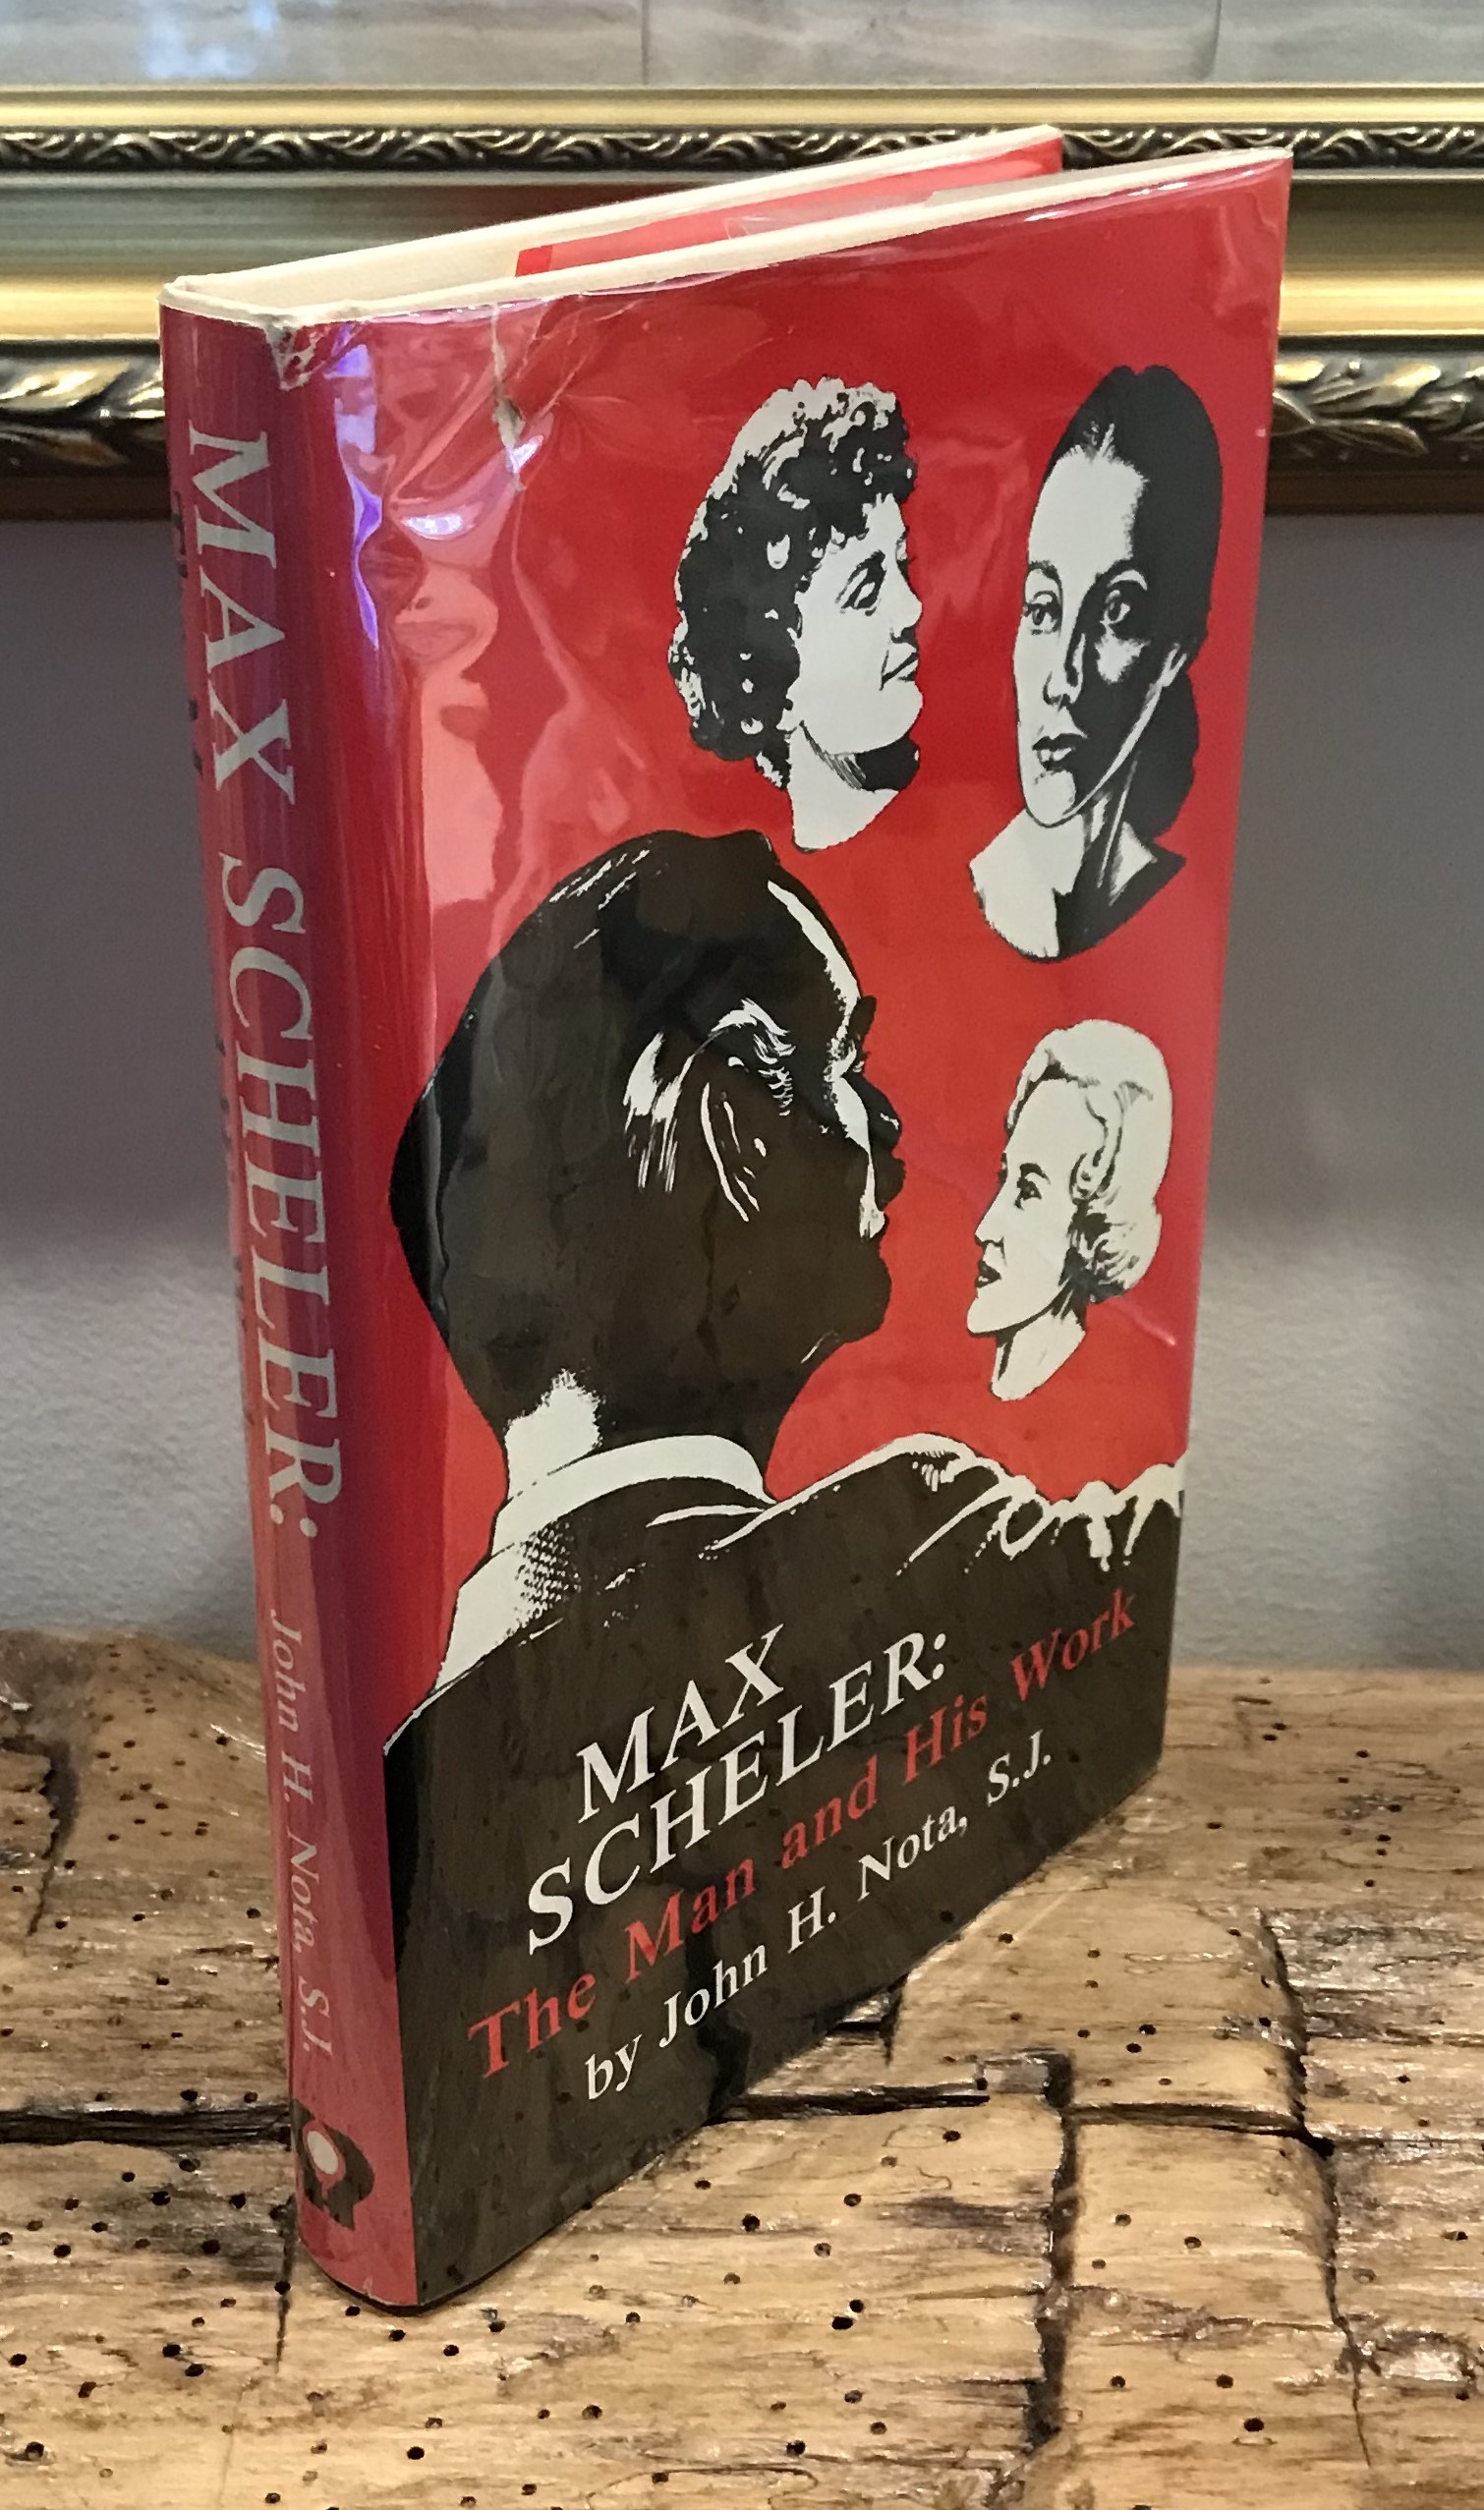 MAX SCHELER:
John H. Nota, S.J.
MAX
SCHELER:
The Man and His Work
by John H. Nota, S.J.